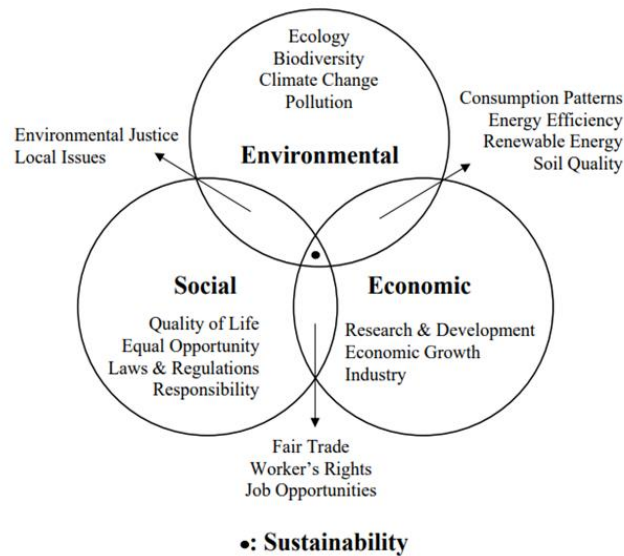 Ecology
Biodiversity
Climate Change
Pollution
Environmental
Consumption Patterns
Energy Efficiency
Renewable Energy
Soil Quality
Environmental Justice
Local Issues
Social
Quality of Life
Equal Opportunity
Laws & Regulations
Responsibility
Economic
Research & Development
Economic Growth
Industry
Fair Trade
Worker's Rights
Job Opportunities
•: Sustainability